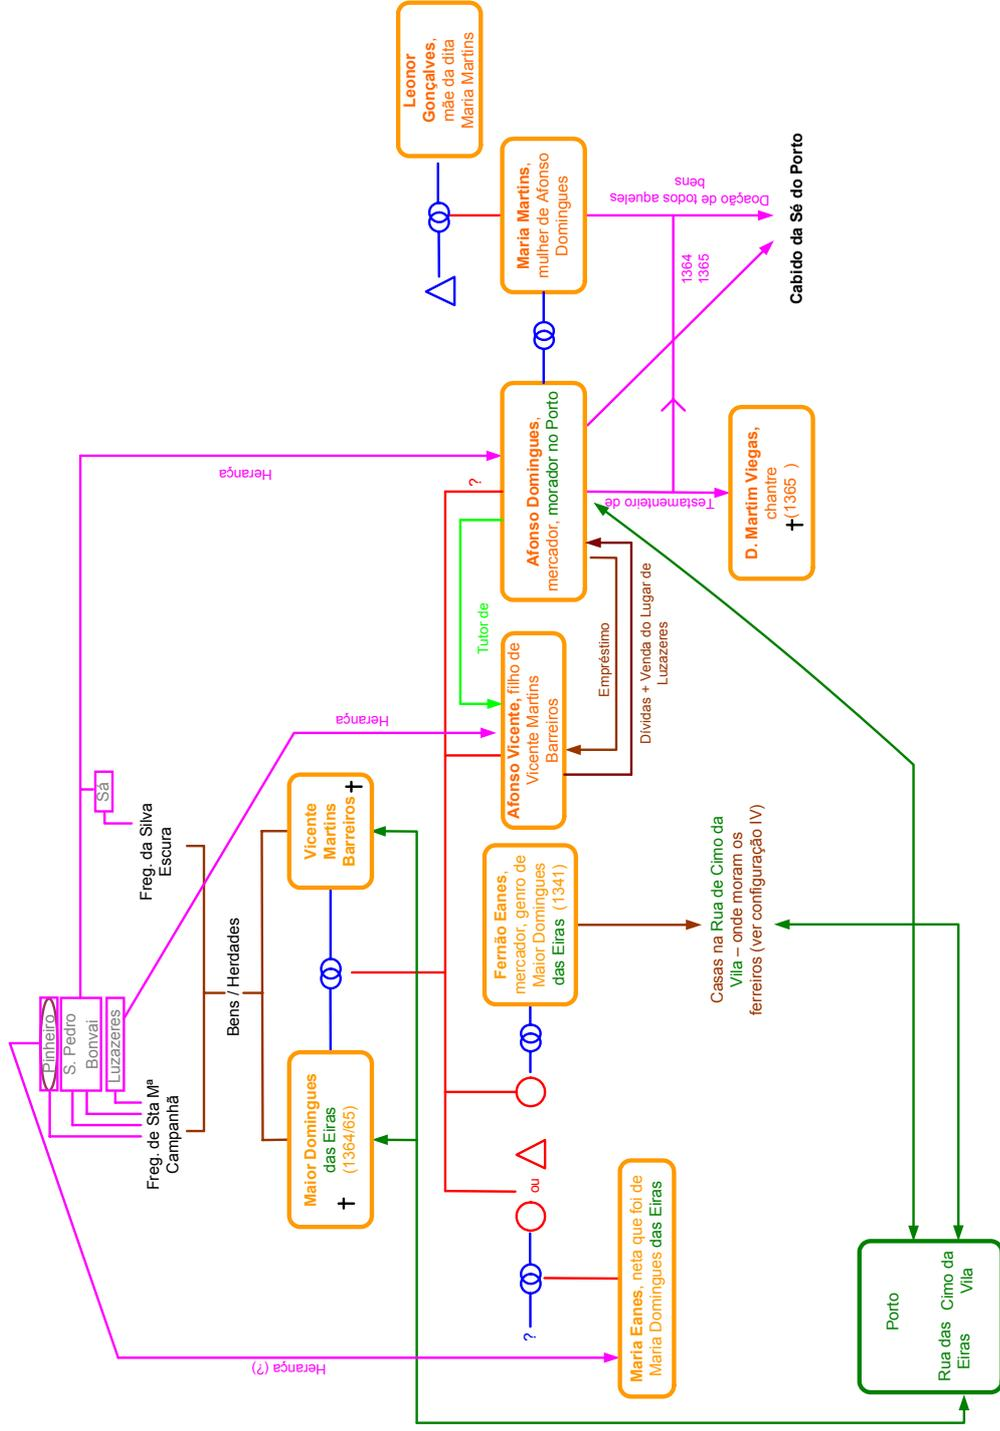 Pinheiro
S. Pedro
Bonvai
Luzazeres
Sá
Freg. de Sta Mª
Campanhã
Bens / Herdades
Freg. da Silva
Escura
Herança
Herança
Herança (?)
Maior Domingues
das Eiras
(1364/65)
Vicente
Martins
Barreiros
Leonor
Gonçalves,
mãe da dita
Maria Martins
?
Tutor de
?
ou
Fernão Eanes,
mercador, genro de
Maior Domingues
das Eiras (1341)
Afonso Vicente, filho de
Vicente Martins
Barreiros
Afonso Domingues,
mercador, morador no Porto
Maria Martins,
mulher de Afonso
Domingues
Maria Eanes, neta que foi de
Maria Domingues das Eiras
Empréstimo
Dívidas + Venda do Lugar de
Luzazeres
Testamenteiro de
1364
1365
Doação de todos aqueles
bens
Casas na Rua de Cimo da
Vila – onde moram os
ferreiros (ver configuração IV)
D. Martim Viegas,
chantre
(1365 )
Cabido da Sé do Porto
Porto
Rua das
Eiras
Cimo da
Vila